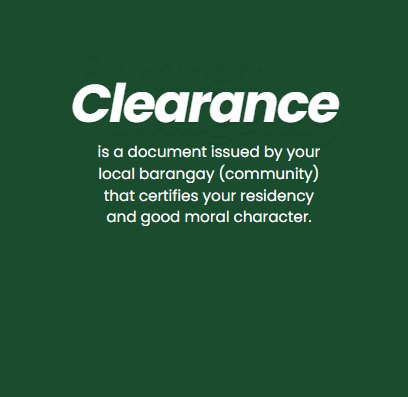 Clearance
is a document issued by your
local barangay (community)
that certifies your residency
and good moral character.